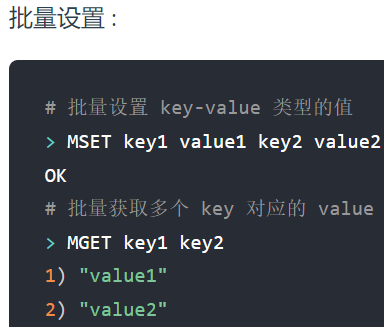 批量设置：
# 批量设置 key-value 类型的值
> MSET key1 value1 key2 value2
OK
# 批量获取多个 key 对应的 value
> MGET key1 key2
1) "value1"
2) "value2"